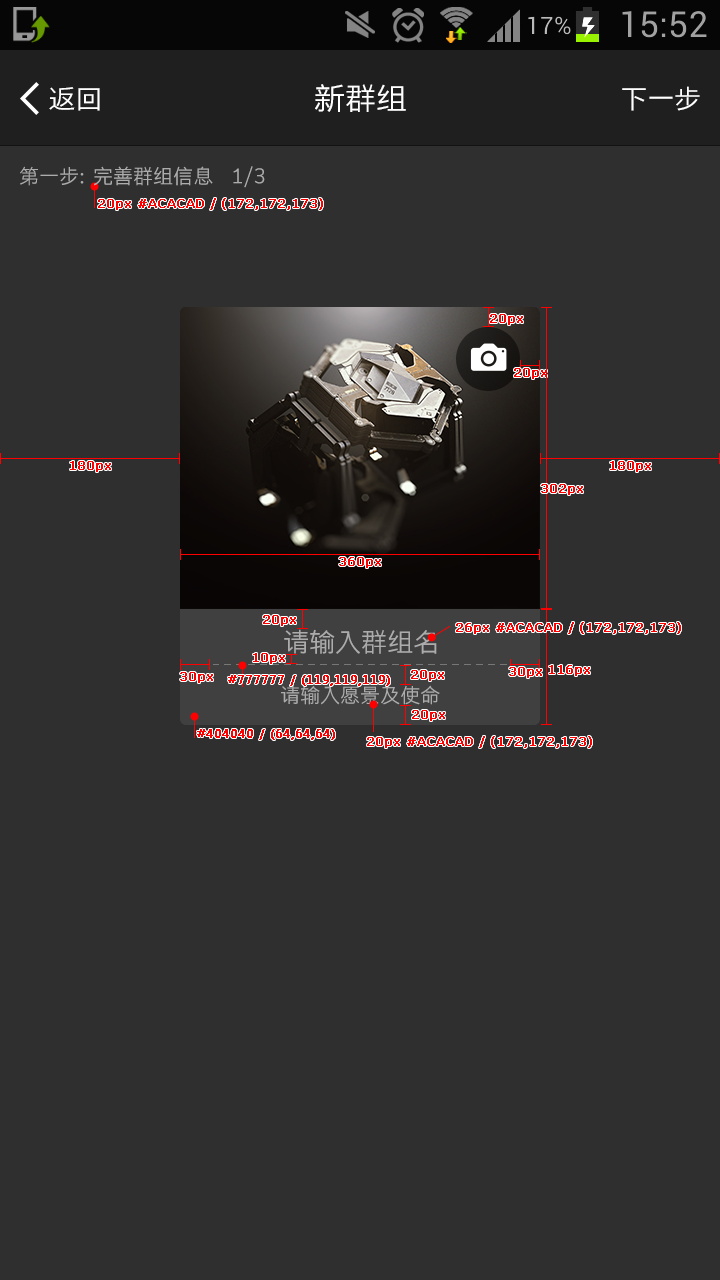 17% 15:52
返回 新群组 下一步
第一步: 完善群组信息 1/3
20px #ACACAD / (172,172,173)
20px
20px
180px
180px
302px
360px
20px
26px #ACACAD / (172,172,173)
请输入群组名
10px
30px
30px
116px
#777777 / (119,119,119)
20px
请输入愿景及使命
20px
#404040 / (64,64,64)
20px #ACACAD / (172,172,173)